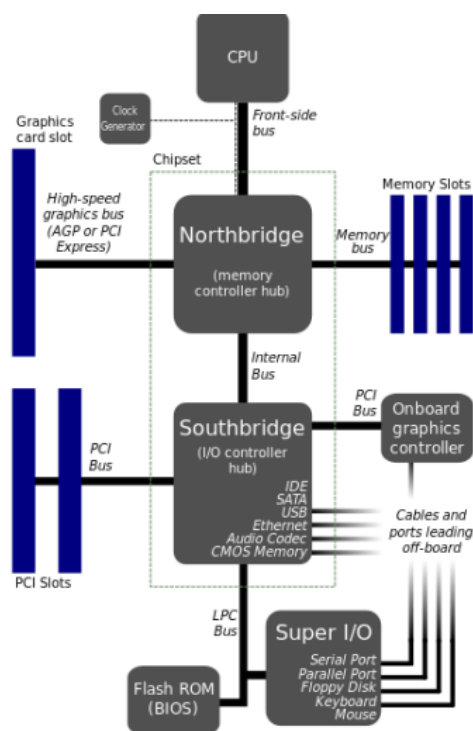 CPU
Clock
Generator
Front-side
bus
Graphics
card slot
Chipset
High-speed
graphics bus
(AGP or PCI
Express)
Northbridge
(memory
controller hub)
Memory Slots
Memory
bus
Internal
Bus
PCI
Bus
Southbridge
(I/O controller
hub)
IDE
SATA
USB
Ethernet
Audio Codec
CMOS Memory
PCI
Bus
Onboard
graphics
controller
Cables and
ports leading
off-board
PCI Slots
LPC
Bus
Super I/O
Serial Port
Parallel Port
Floppy Disk
Keyboard
Mouse
Flash ROM
(BIOS)